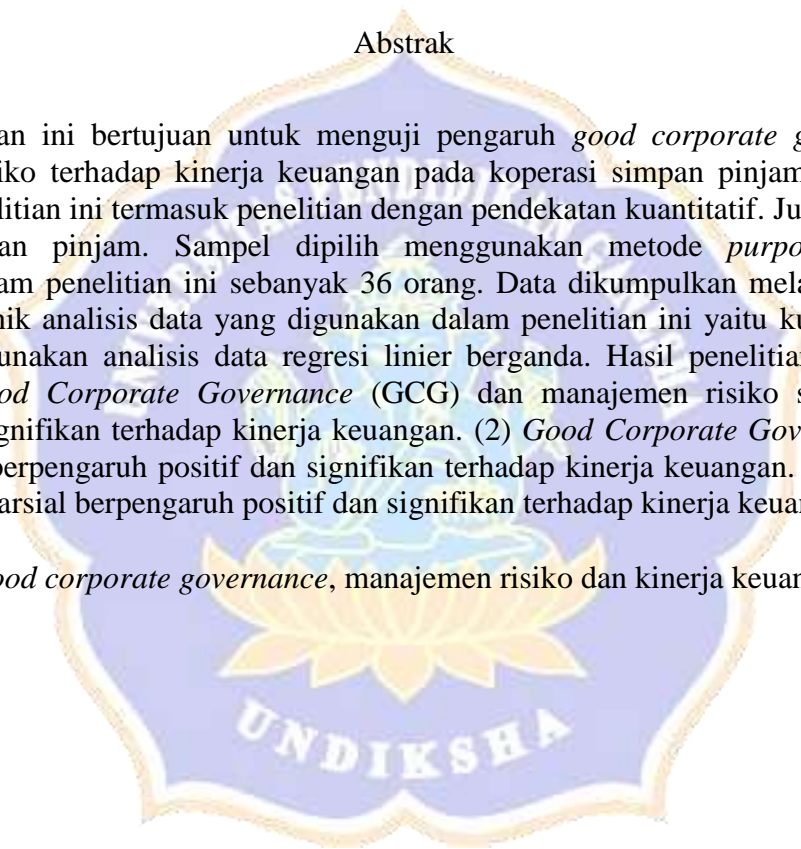 Abstrak
an ini bertujuan untuk menguji pengaruh good corporate g
iko terhadap kinerja keuangan pada koperasi simpan pinjam
litian ini termasuk penelitian dengan pendekatan kuantitatif. Ju
an pinjam. Sampel dipilih menggunakan metode purpo
am penelitian ini sebanyak 36 orang. Data dikumpulkan mela
nik analisis data yang digunakan dalam penelitian ini yaitu ku
unakan analisis data regresi linier berganda. Hasil penelitian
od Corporate Governance (GCG) dan manajemen risiko s
gnifikan terhadap kinerja keuangan. (2) Good Corporate Gov
berpengaruh positif dan signifikan terhadap kinerja keuangan.
arsial berpengaruh positif dan signifikan terhadap kinerja keuan
ood corporate governance, manajemen risiko dan kinerja keuan
UNIVERSITAS PENDIDIKAN GANESHA
UNDIKSHA